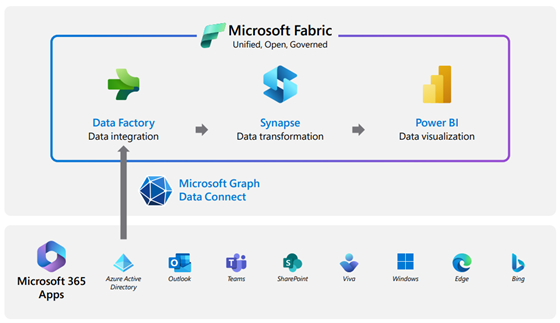 Microsoft Fabric
Unified, Open, Governed
Data Factory
Data integration
Synapse
Data transformation
Power BI
Data visualization
Microsoft Graph
Data Connect
Microsoft 365
Apps
Azure Active
Directory
Outlook
Teams
SharePoint
Viva
Windows
Edge
Bing